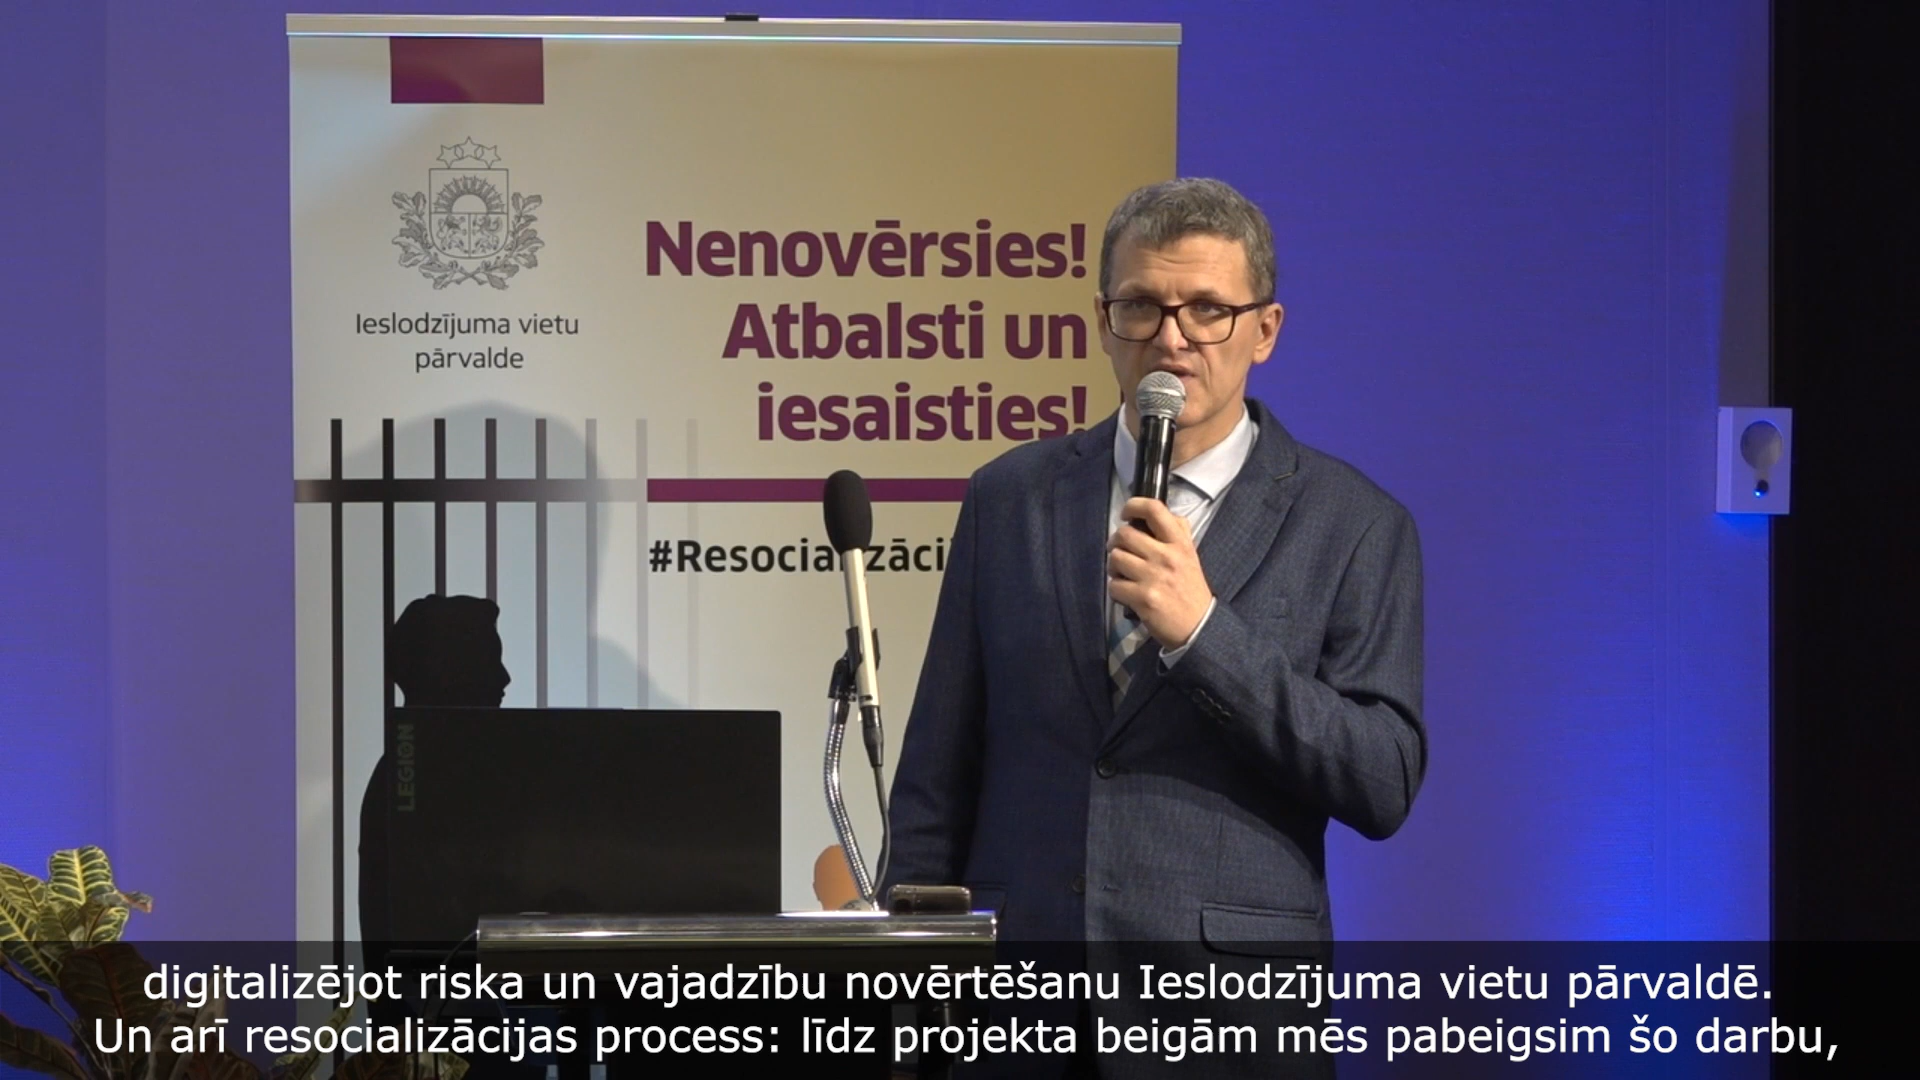 Ieslodzījuma vietu
pārvalde
Nenovērsies!
Atbalsti un
iesaisties!
LEGION
digitalizējot riska un vajadzību novērtēšanu Ieslodzījuma vietu pārvaldē.
Un arī resocializācijas process: līdz projekta beigām mēs pabeigsim šo darbu,